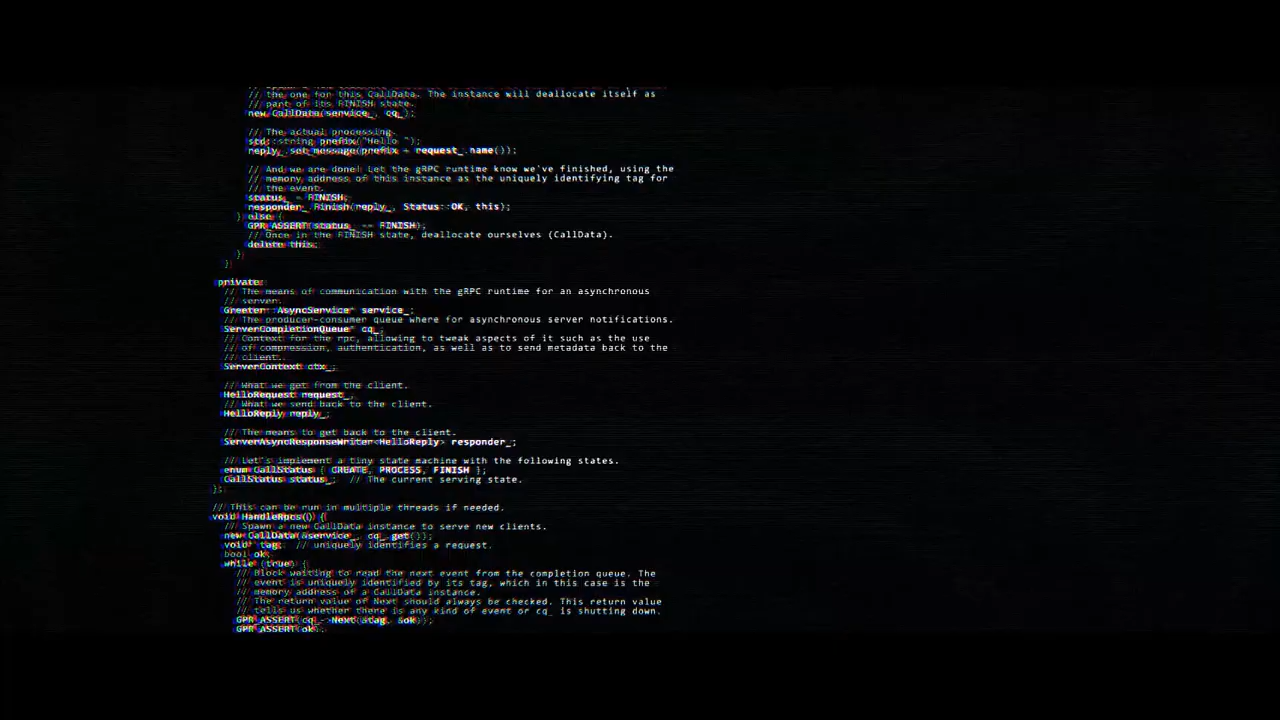 // the one for this CallData. The instance will deallocate itself as
// part of its FINISH state.
new CallData(service_, cq_);
// The actual processing.
std::string prefix("Hello ");
reply_.set_message(prefix + request_.name());
// And we are done! Let the gRPC runtime know we've finished, using the
// memory address of this instance as the uniquely identifying tag for
// the event.
status_ = FINISH;
responder_.Finish(reply_, Status::OK, this);
} else {
GPR_ASSERT(status_ == FINISH);
// Once in the FINISH state, deallocate ourselves (CallData).
delete this;
}
}
private:
// The means of communication with the gRPC runtime for an asynchronous
// server.
Greeter::AsyncService* service_;
// The producer-consumer queue where for asynchronous server notifications.
ServerCompletionQueue* cq_;
// Context for the rpc, allowing to tweak aspects of it such as the use
// of compression, authentication, as well as to send metadata back to the
// client.
ServerContext ctx_;
// What we get from the client.
HelloRequest request_;
// What we send back to the client.
HelloReply reply_;
// The means to get back to the client.
ServerAsyncResponseWriter<HelloReply> responder_;
// Let's implement a tiny state machine with the following states.
enum CallStatus { CREATE, PROCESS, FINISH };
CallStatus status_;  // The current serving state.
};
// This can be run in multiple threads if needed.
void HandleRpcs() {
// Spawn a new CallData instance to serve new clients.
new CallData(&service_, cq_.get());
void* tag;  // uniquely identifies a request.
bool ok;
while (true) {
// Block waiting to read the next event from the completion queue. The
// event is uniquely identified by its tag, which in this case is the
// memory address of a CallData instance.
// The return value of Next should always be checked. This return value
// tells us whether there is any kind of event or cq_ is shutting down.
GPR_ASSERT(cq_->Next(&tag, &ok));
GPR_ASSERT(ok);